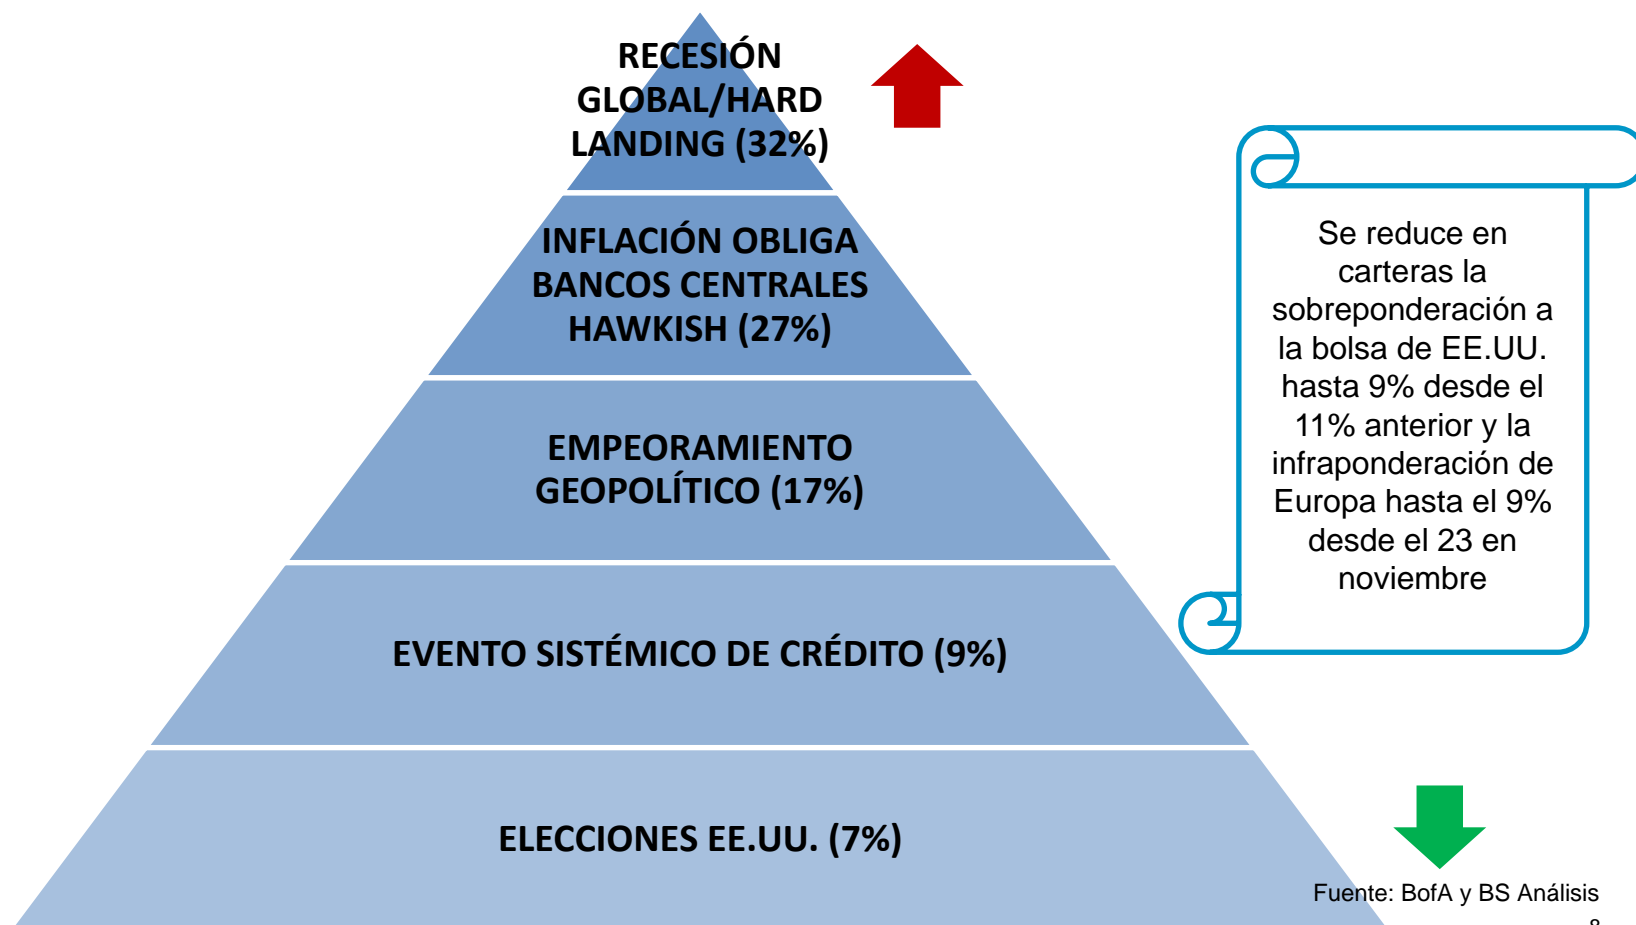 RECESIÓN
GLOBAL/HARD
LANDING (32%)
INFLACIÓN OBLIGA
BANCOS CENTRALES
HAWKISH (27%)
EMPEORAMIENTO
GEOPOLÍTICO (17%)
EVENTO SISTÉMICO DE CRÉDITO (9%)
ELECCIONES EE.UU. (7%)
Se reduce en
carteras la
sobreponderación a
la bolsa de EE.UU.
hasta 9% desde el
11% anterior y la
infraponderación de
Europa hasta el 9%
desde el 23 en
noviembre
Fuente: BofA y BS Análisis